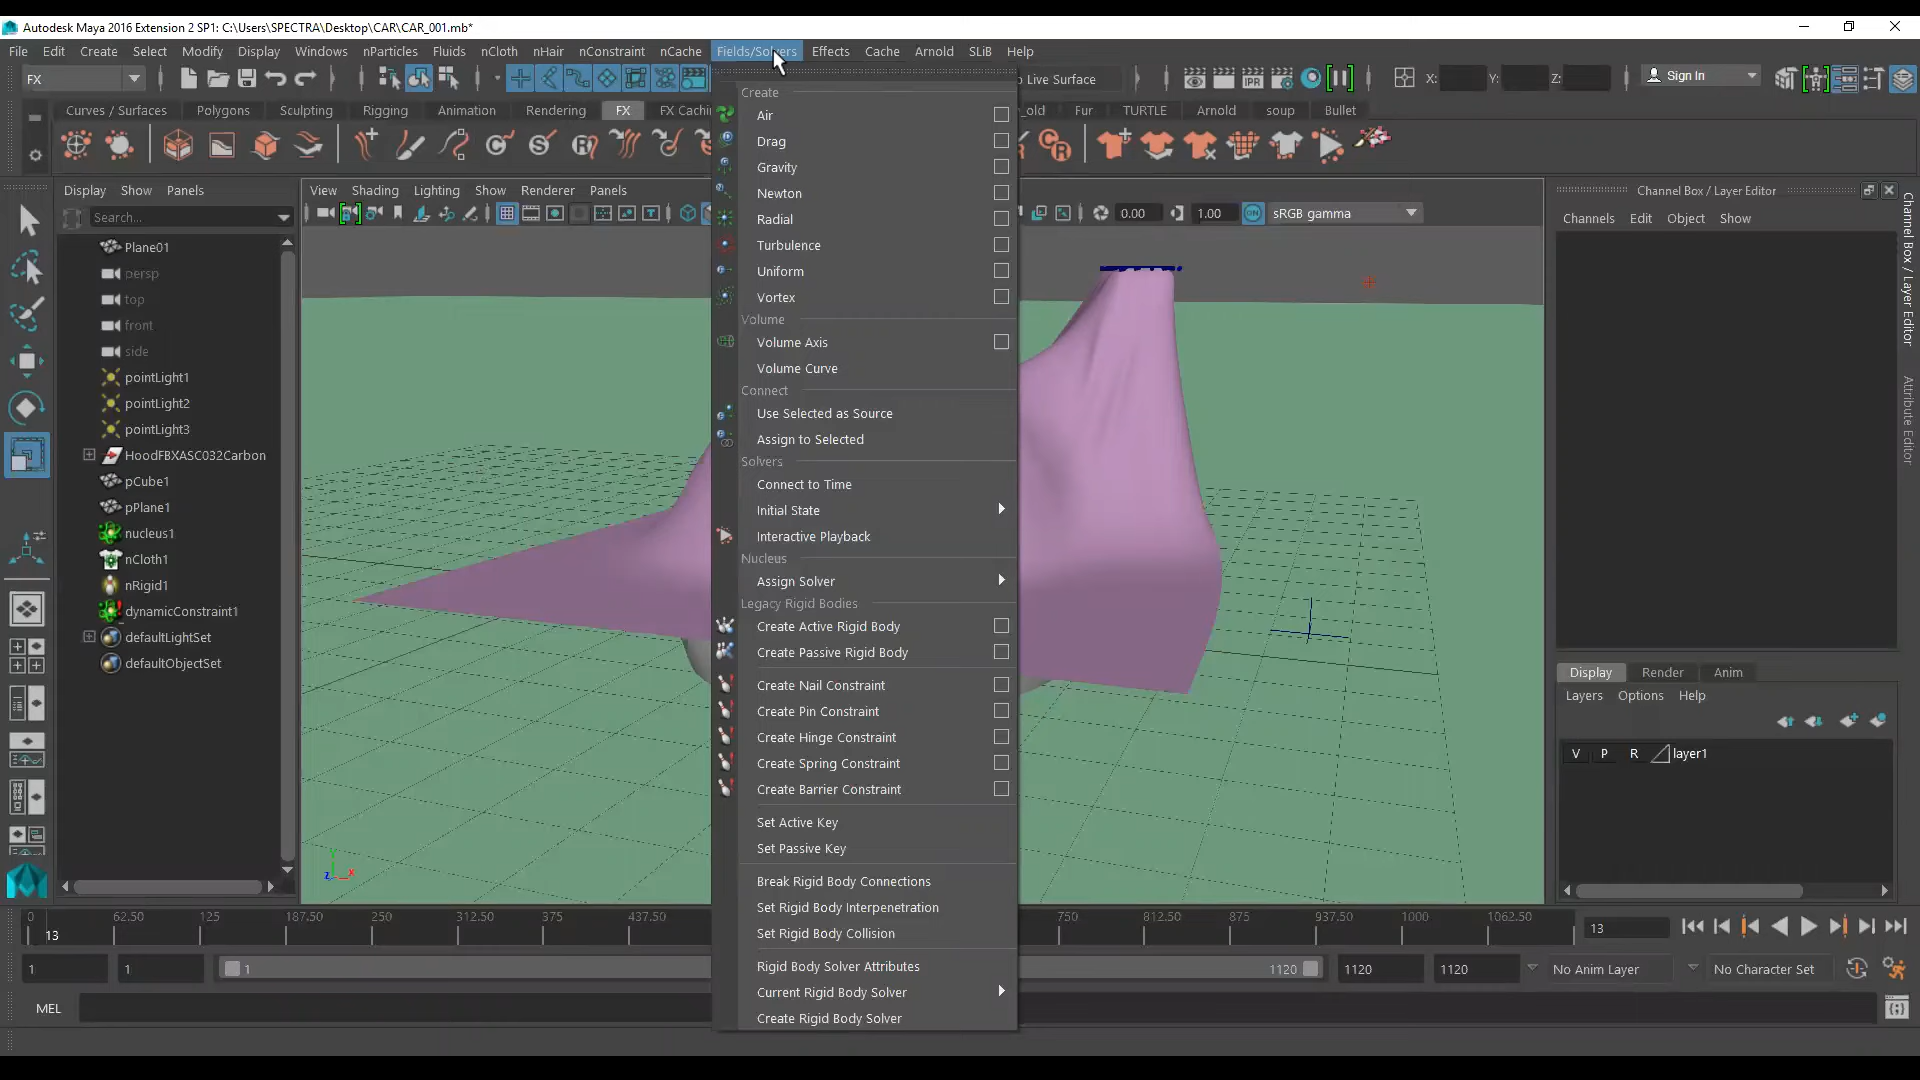 Autodesk Maya 2016 Extension 2 SP1: C:\Users\SPECTRA\Desktop\CAR\CAR_001.mb*
File Edit Create Select Modify Display Windows nParticles Fluids nCloth nHair nConstraint nCache Fields/Solvers Effects Cache Arnold SLiB Help
FX
o Live Surface
X:
Y:
Z:
Sign In
Curves / Surfaces Polygons Sculpting Rigging Animation Rendering FX FX Cachi
_old Fur TURTLE Arnold soup Bullet
Display Show Panels
Search...
Plane01
persp
top
front
side
pointLight1
pointLight2
pointLight3
HoodFBXASC032Carbon
pCube1
pPlane1
nucleus1
nCloth1
nRigid1
dynamicConstraint1
defaultLightSet
defaultObjectSet
View Shading Lighting Show Renderer Panels
0.00
1.00
ON
sRGB gamma
Create
Air
Drag
Gravity
Newton
Radial
Turbulence
Uniform
Vortex
Volume
Volume Axis
Volume Curve
Connect
Use Selected as Source
Assign to Selected
Solvers
Connect to Time
Initial State
Interactive Playback
Nucleus
Assign Solver
Legacy Rigid Bodies
Create Active Rigid Body
Create Passive Rigid Body
Create Nail Constraint
Create Pin Constraint
Create Hinge Constraint
Create Spring Constraint
Create Barrier Constraint
Set Active Key
Set Passive Key
Break Rigid Body Connections
Set Rigid Body Interpenetration
Set Rigid Body Collision
Rigid Body Solver Attributes
Current Rigid Body Solver
Create Rigid Body Solver
Channel Box / Layer Editor
Channels Edit Object Show
Channel Box / Layer Editor
Attribute Editor
Display Render Anim
Layers Options Help
V P R layer1
y
z x
0 62.50 125 187.50 250 312.50 375 437.50 750 812.50 875 937.50 1000 1062.50
13
13
1
1
1
1120
1120
1120
No Anim Layer
No Character Set
MEL